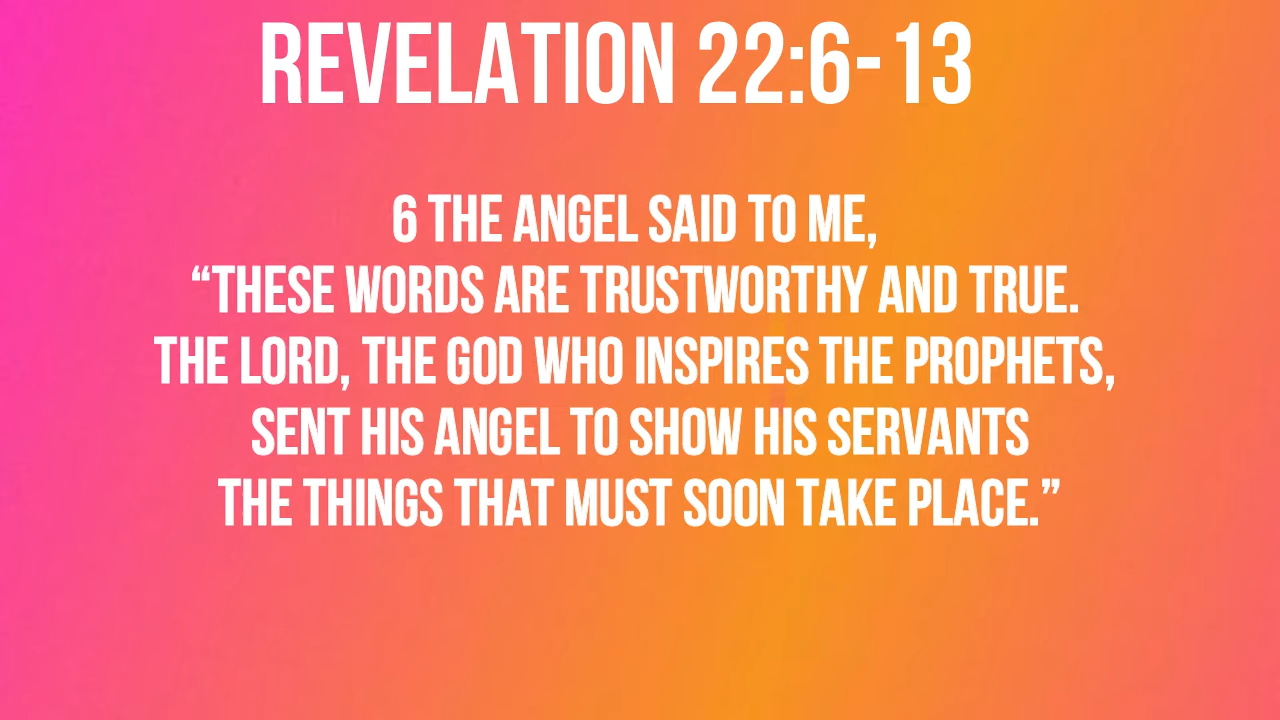 REVELATION 22:6-13
6 THE ANGEL SAID TO ME,
“THESE WORDS ARE TRUSTWORTHY AND TRUE.
THE LORD, THE GOD WHO INSPIRES THE PROPHETS,
SENT HIS ANGEL TO SHOW HIS SERVANTS
THE THINGS THAT MUST SOON TAKE PLACE.”